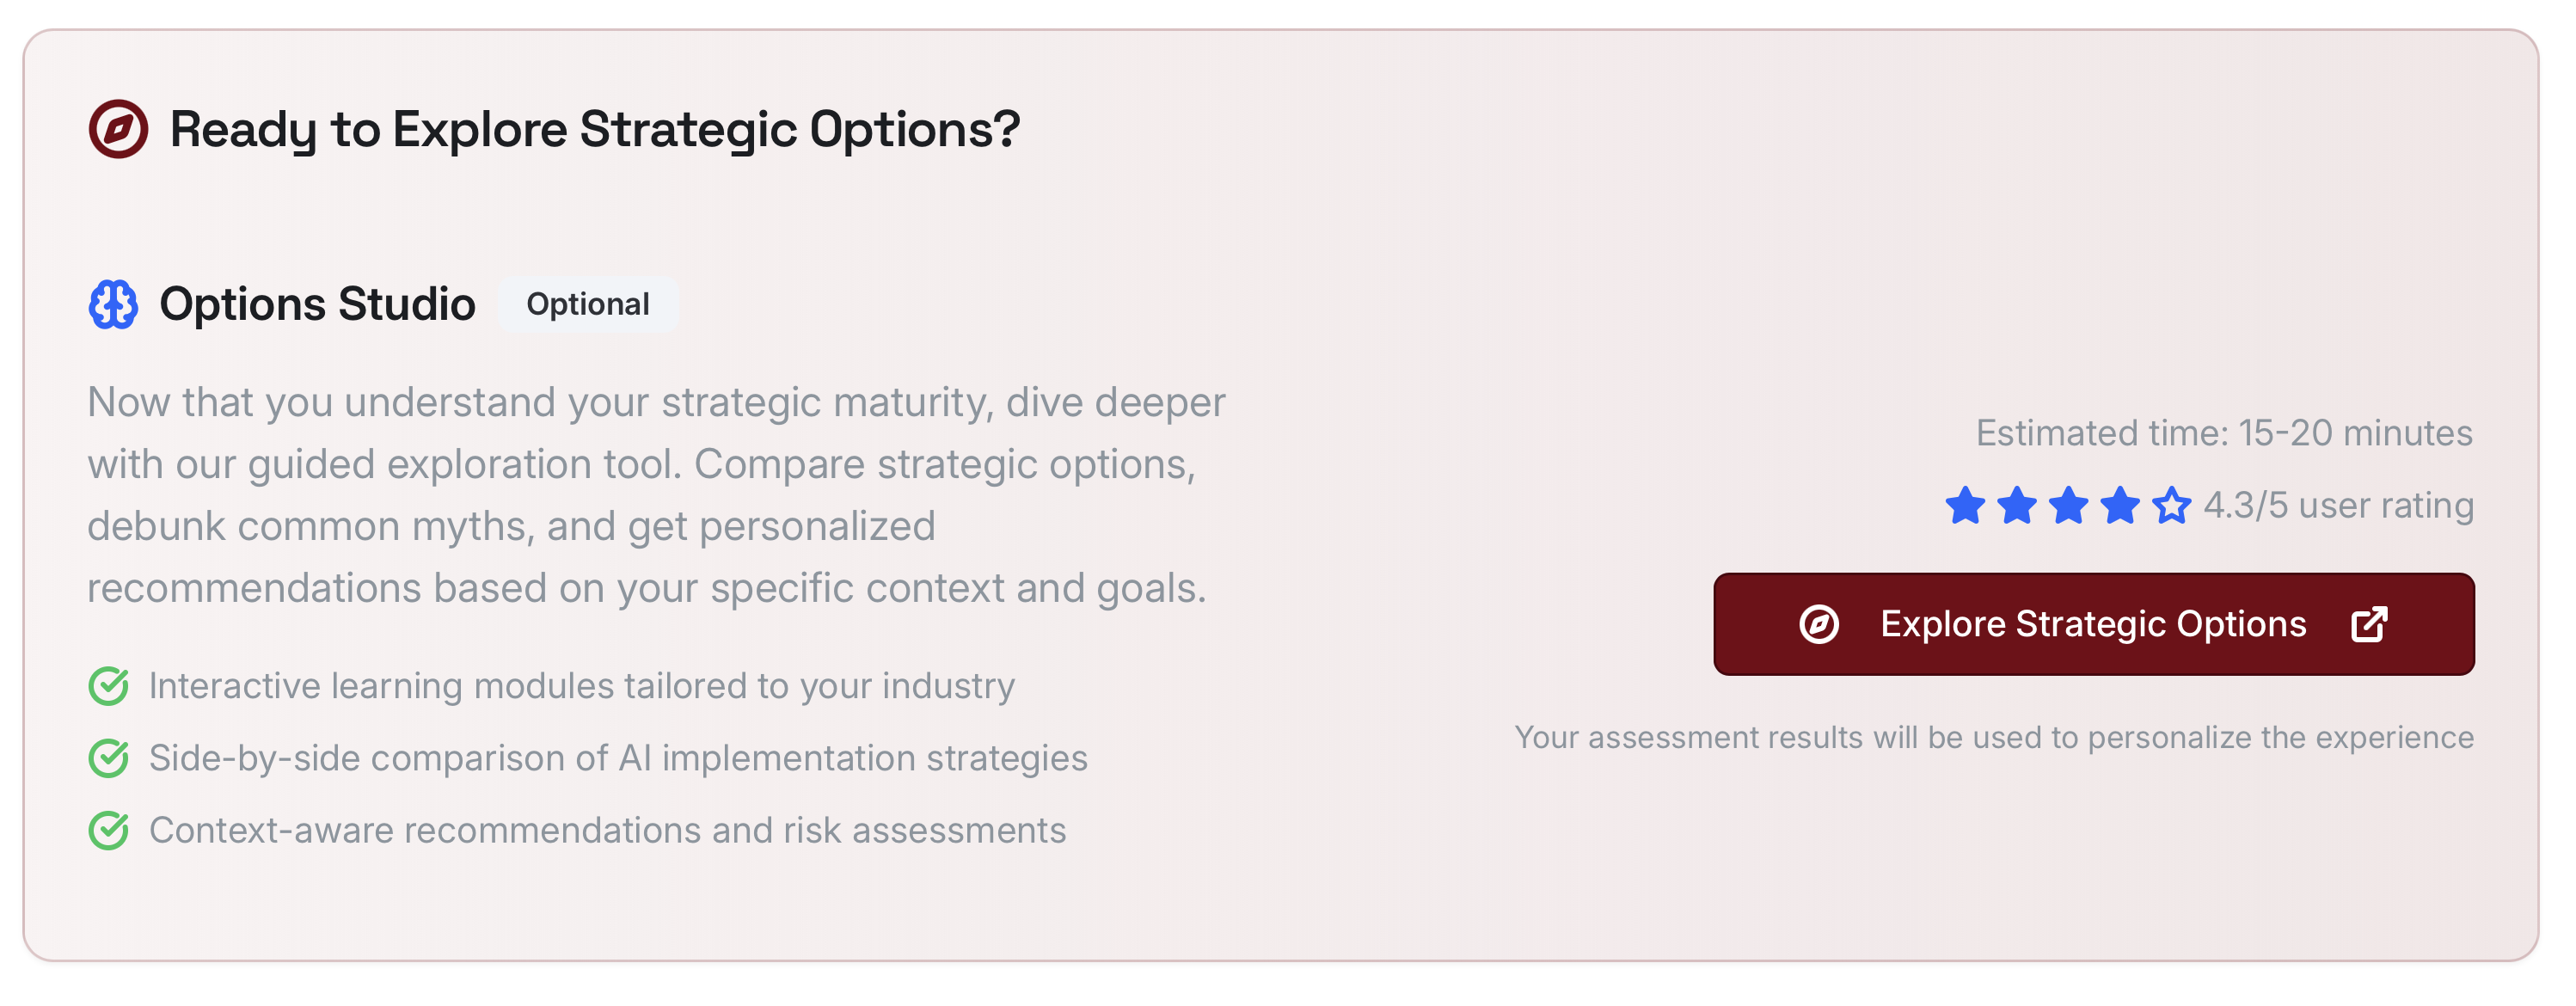 Ready to Explore Strategic Options?
Options Studio
Optional
Now that you understand your strategic maturity, dive deeper
with our guided exploration tool. Compare strategic options,
debunk common myths, and get personalized
recommendations based on your specific context and goals.
Interactive learning modules tailored to your industry
Side-by-side comparison of AI implementation strategies
Context-aware recommendations and risk assessments
Estimated time: 15-20 minutes
4.3/5 user rating
Explore Strategic Options
Your assessment results will be used to personalize the experience